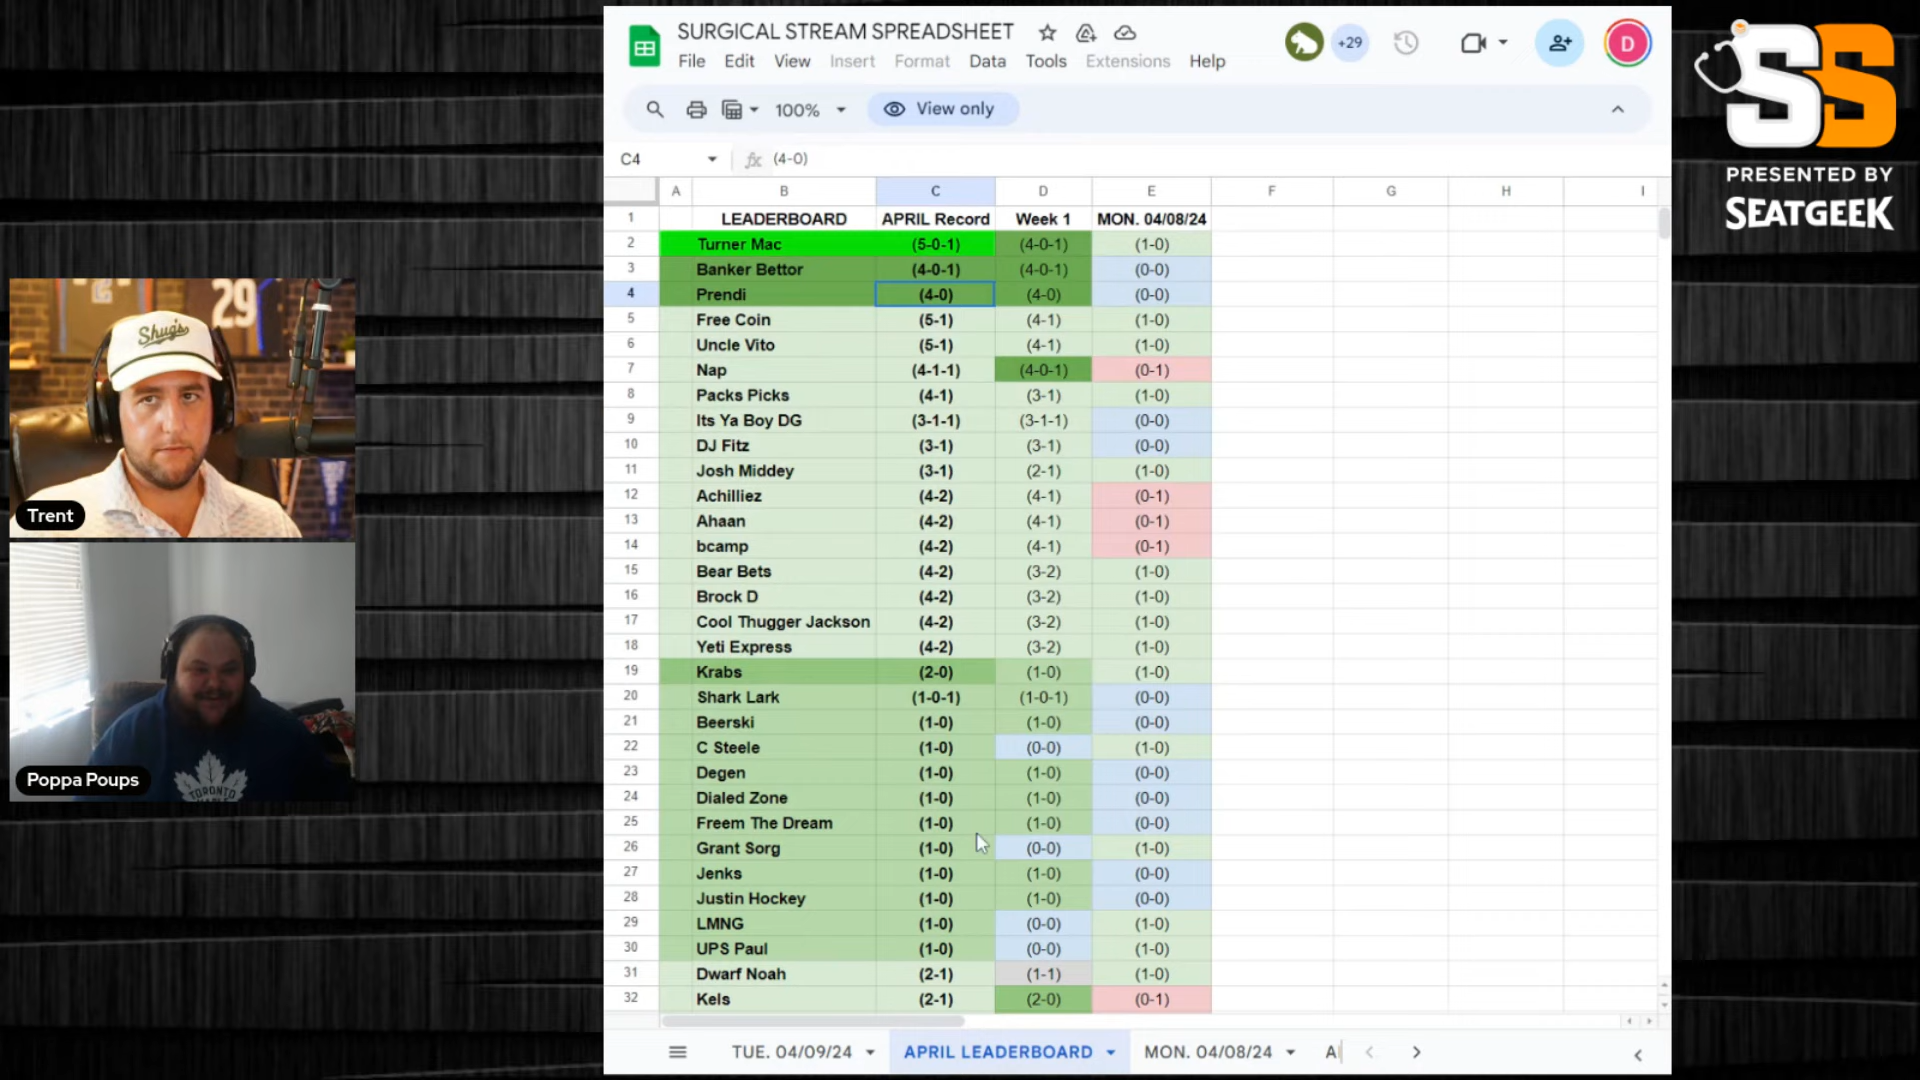 SURGICAL STREAM SPREADSHEET
+29
D
File Edit View Insert Format Data Tools Extensions Help
100% View only
C4 fx (4-0)
A B C D E F G H I
1 LEADERBOARD APRIL Record Week 1 MON. 04/08/24
2 Turner Mac (5-0-1) (4-0-1) (1-0)
3 Banker Bettor (4-0-1) (4-0-1) (0-0)
4 Prendi (4-0) (4-0) (0-0)
5 Free Coin (5-1) (4-1) (1-0)
6 Uncle Vito (5-1) (4-1) (1-0)
7 Nap (4-1-1) (4-0-1) (0-1)
8 Packs Picks (4-1) (3-1) (1-0)
9 Its Ya Boy DG (3-1-1) (3-1-1) (0-0)
10 DJ Fitz (3-1) (3-1) (0-0)
11 Josh Middey (3-1) (2-1) (1-0)
12 Achilliez (4-2) (4-1) (0-1)
13 Ahaan (4-2) (4-1) (0-1)
14 bcamp (4-2) (4-1) (0-1)
15 Bear Bets (4-2) (3-2) (1-0)
16 Brock D (4-2) (3-2) (1-0)
17 Cool Thugger Jackson (4-2) (3-2) (1-0)
18 Yeti Express (4-2) (3-2) (1-0)
19 Krabs (2-0) (1-0) (1-0)
20 Shark Lark (1-0-1) (1-0-1) (0-0)
21 Beerski (1-0) (1-0) (0-0)
22 C Steele (1-0) (0-0) (1-0)
23 Degen (1-0) (1-0) (0-0)
24 Dialed Zone (1-0) (1-0) (0-0)
25 Freem The Dream (1-0) (1-0) (0-0)
26 Grant Sorg (1-0) (0-0) (1-0)
27 Jenks (1-0) (1-0) (0-0)
28 Justin Hockey (1-0) (1-0) (0-0)
29 LMNG (1-0) (0-0) (1-0)
30 UPS Paul (1-0) (0-0) (1-0)
31 Dwarf Noah (2-1) (1-1) (1-0)
32 Kels (2-1) (2-0) (0-1)
TUE. 04/09/24 APRIL LEADERBOARD MON. 04/08/24
SS
PRESENTED BY
SEATGEEK
29
Shug's
Trent
TORONTO
Poppa Poups